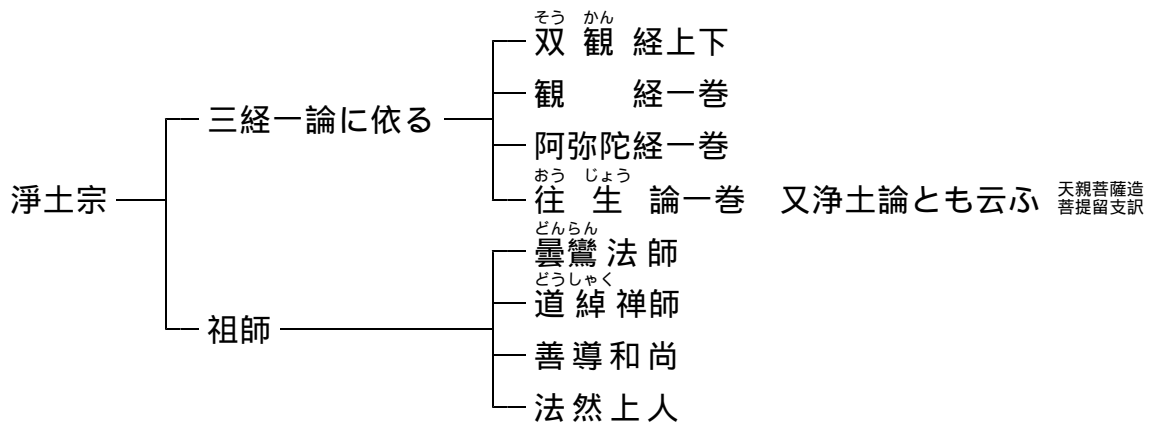 そう かん
双観経上下
観 経一巻
三経一論に依る
阿弥陀経一巻
淨土宗
おう じょう
往生論一巻 又浄土論とも云ふ 天親菩薩造
菩提留支訳
どんらん
曇鸞法師
どうしゃく
道綽禅師
祖師
善導和尚
法然上人